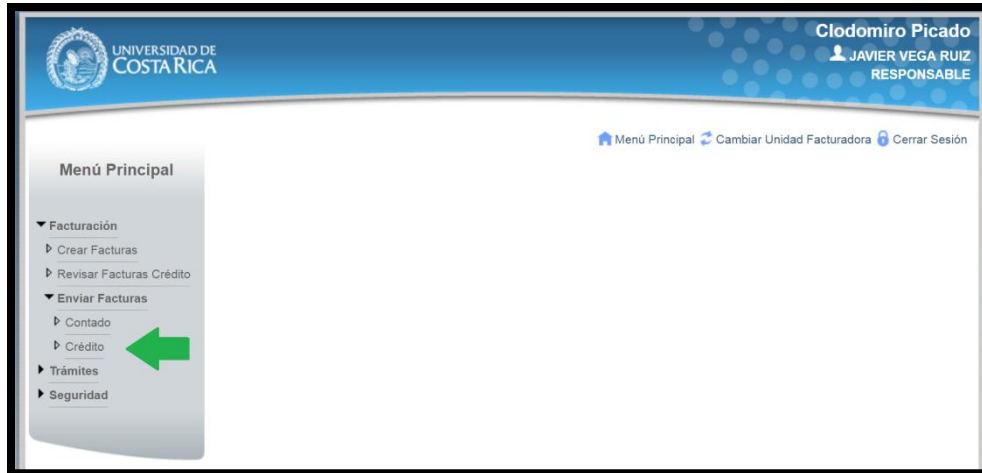 UNIVERSIDAD DE
COSTA RICA
Clodomiro Picado
JAVIER VEGA RUIZ
RESPONSABLE
Menú Principal Cambiar Unidad Facturadora Cerrar Sesión
Menú Principal
Facturación
Crear Facturas
Revisar Facturas Crédito
Enviar Facturas
Contado
Crédito
Trámites
Seguridad